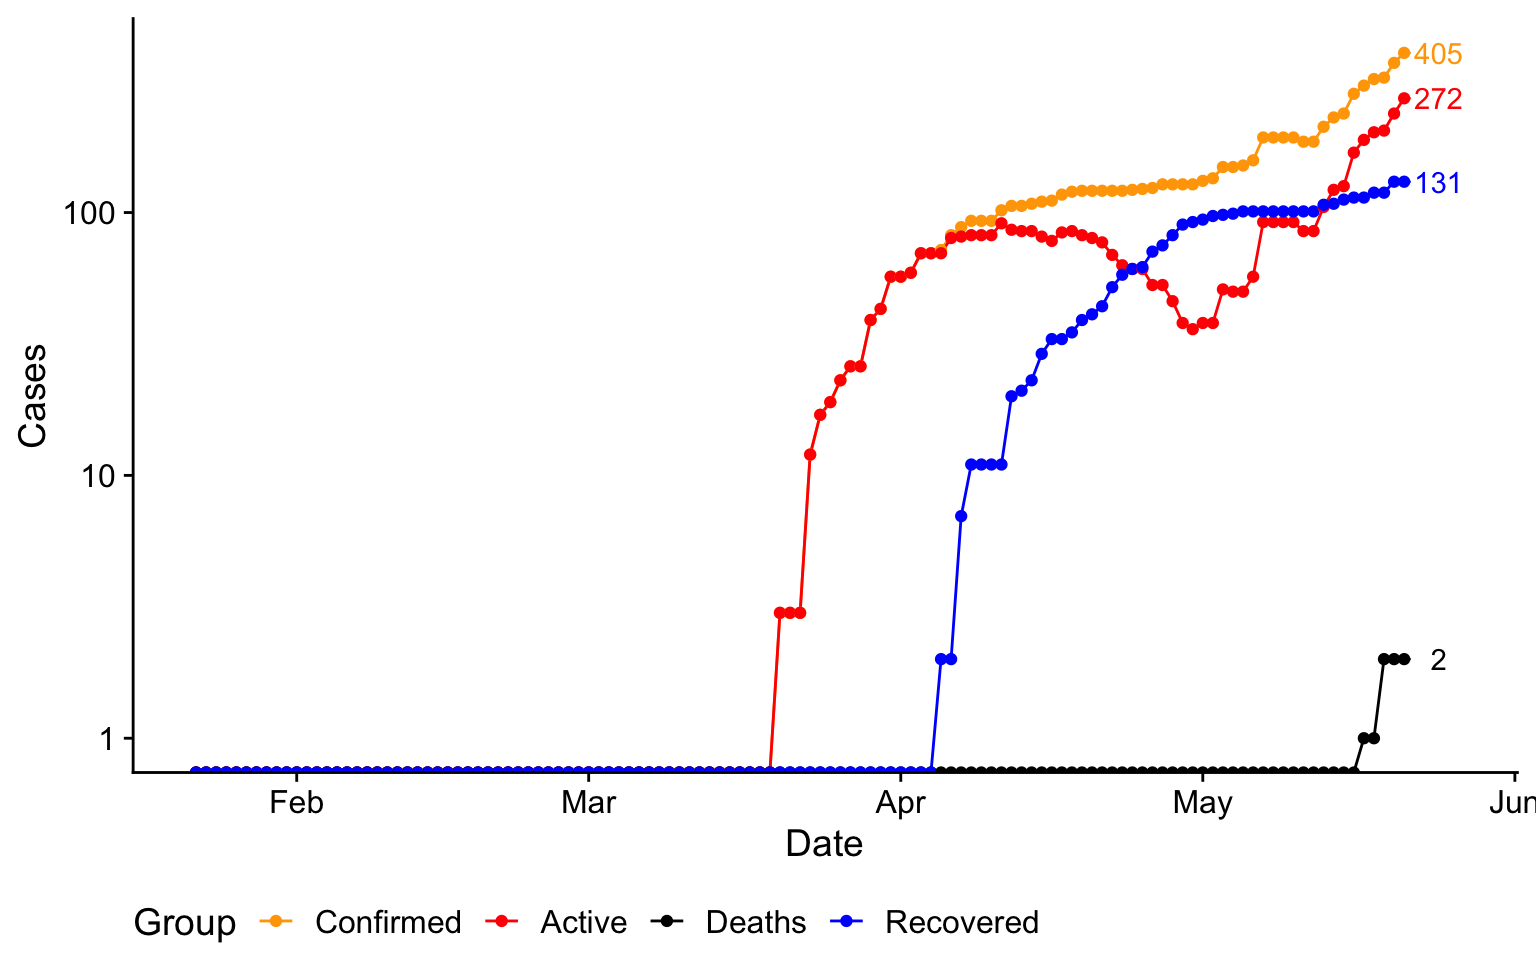 405
272
131
100
Cases
10
2
1
Feb Mar Apr May Jun
Date
Group Confirmed Active Deaths Recovered